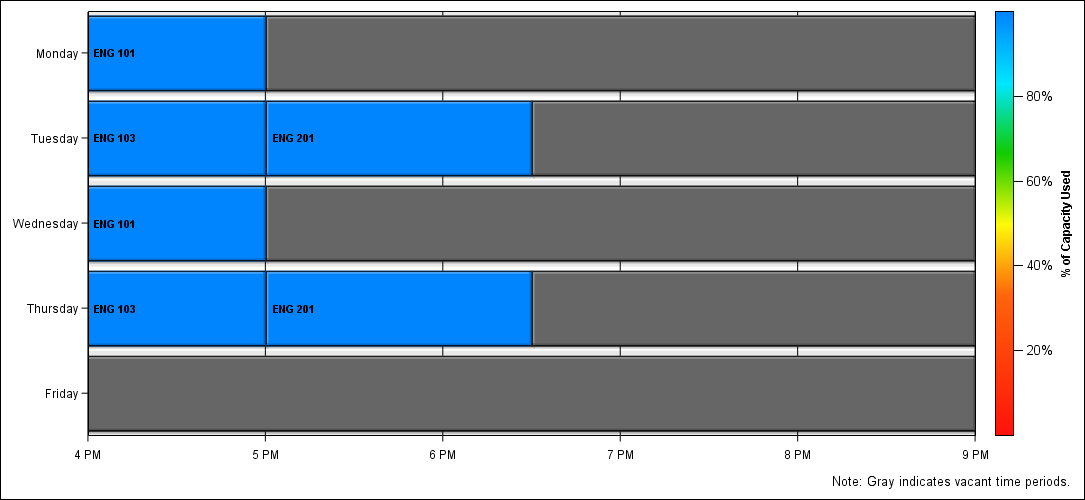 Monday
ENG 101
Tuesday
ENG 103
ENG 201
Wednesday
ENG 101
Thursday
ENG 103
ENG 201
Friday
4 PM
5 PM
6 PM
7 PM
8 PM
9 PM
80%
60%
40%
20%
% of Capacity Used
Note: Gray indicates vacant time periods.